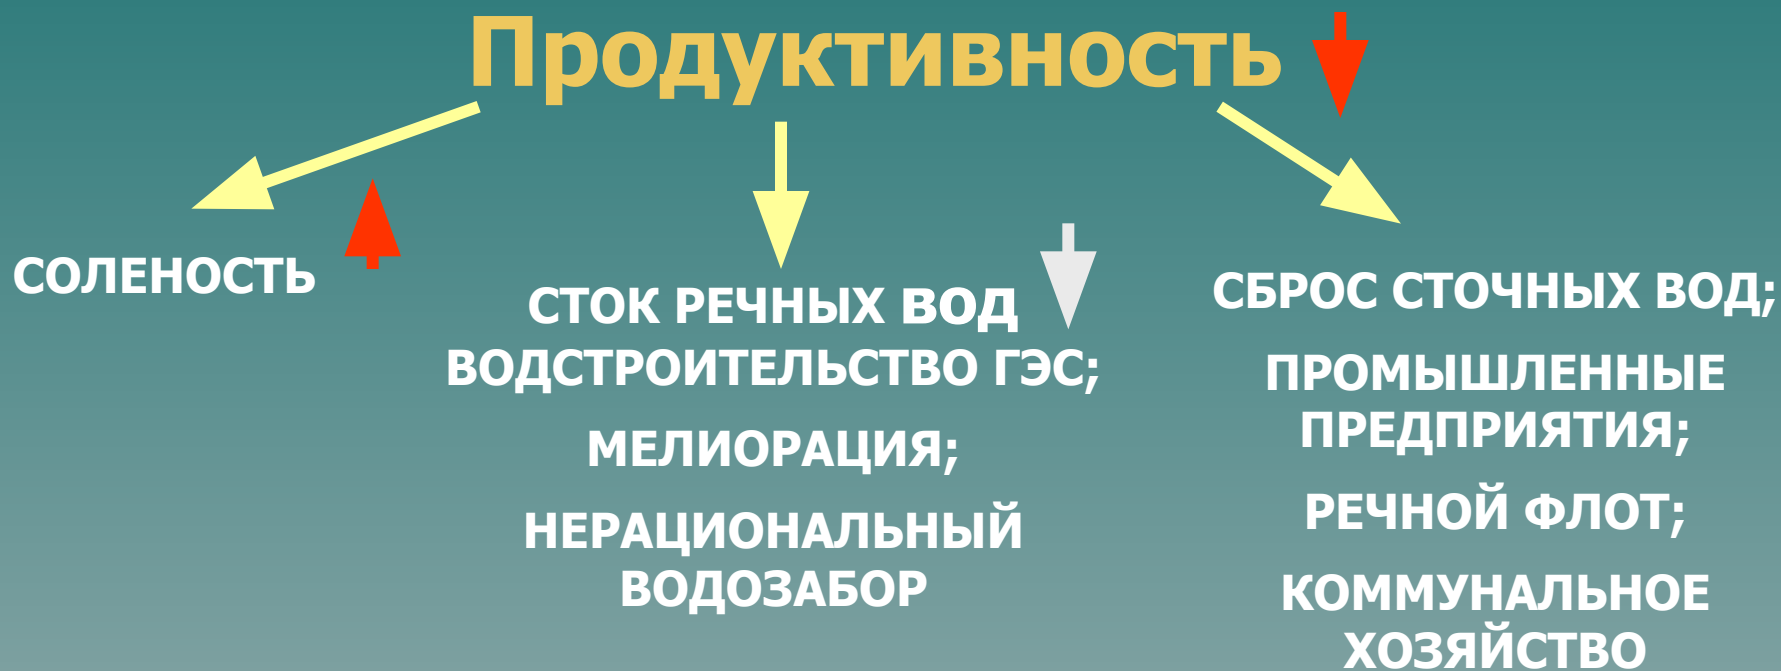 Продуктивность
СОЛЕНОСТЬ
СТОК РЕЧНЫХ ВОД
ВОДСТРОИТЕЛЬСТВО ГЭС;
МЕЛИОРАЦИЯ;
НЕРАЦИОНАЛЬНЫЙ
ВОДОЗАБОР
СБРОС СТОЧНЫХ ВОД;
ПРОМЫШЛЕННЫЕ
ПРЕДПРИЯТИЯ;
РЕЧНОЙ ФЛОТ;
КОММУНАЛЬНОЕ
ХОЗЯЙСТВО